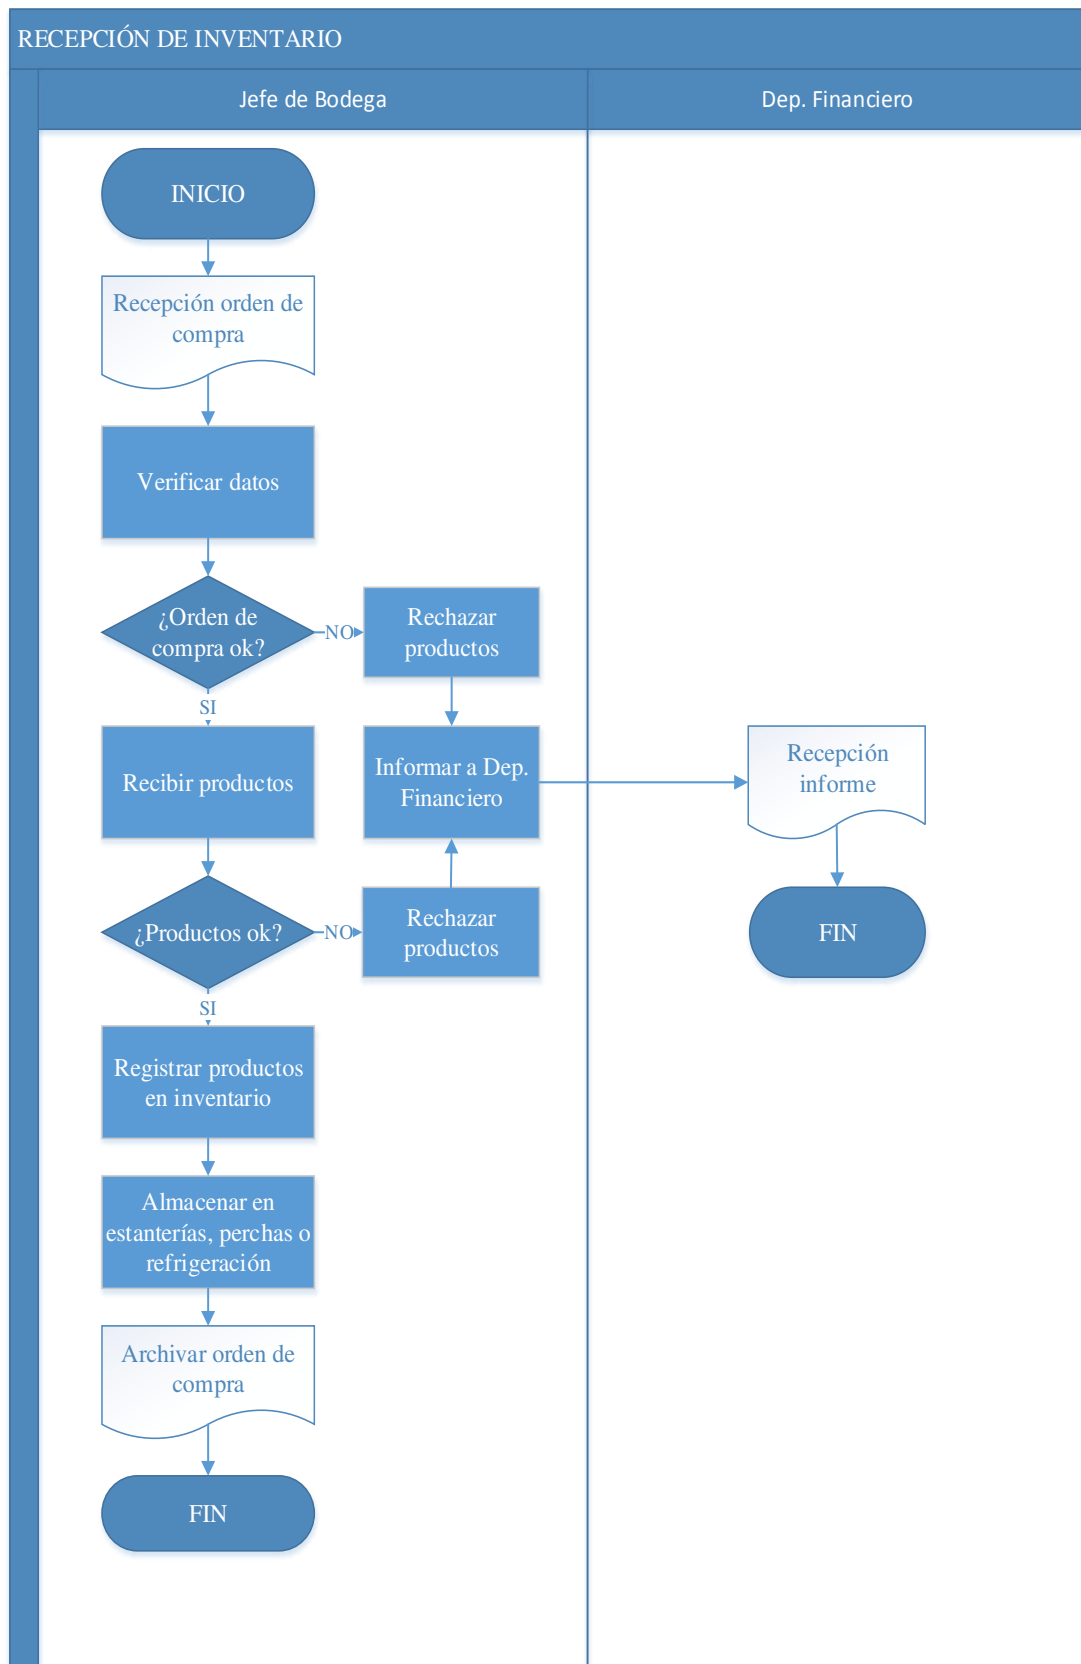 RECEPCIÓN DE INVENTARIO
Jefe de Bodega
Dep. Financiero
INICIO
Recepción orden de
compra
Verificar datos
¿Orden de
compra ok?
NO
Rechazar
productos
SI
Recibir productos
Informar a Dep.
Financiero
Recepción
informe
¿Productos ok?
NO
Rechazar
productos
FIN
SI
Registrar productos
en inventario
Almacenar en
estanterías, perchas o
refrigeración
Archivar orden de
compra
FIN